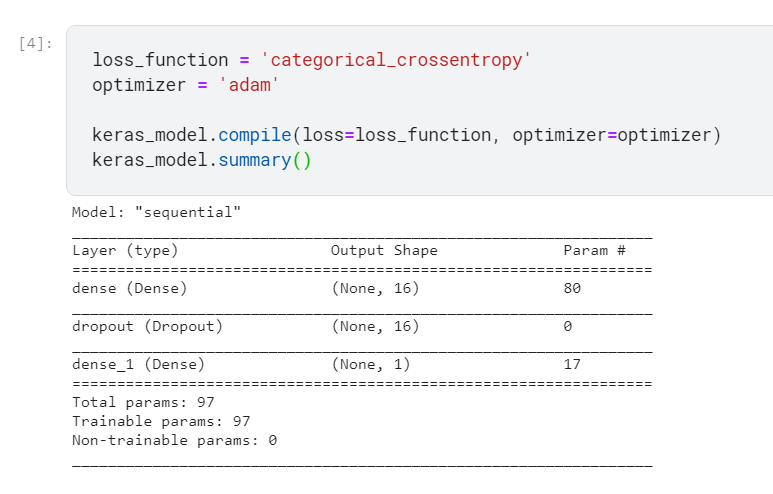 [4]:
loss_function = 'categorical_crossentropy'
optimizer = 'adam'
keras_model.compile(loss=loss_function, optimizer=optimizer)
keras_model.summary()
Model: "sequential"
_________________________________________________________________
Layer (type)                 Output Shape              Param #
=================================================================
dense (Dense)                (None, 16)                80
_________________________________________________________________
dropout (Dropout)            (None, 16)                0
_________________________________________________________________
dense_1 (Dense)              (None, 1)                 17
=================================================================
Total params: 97
Trainable params: 97
Non-trainable params: 0
_________________________________________________________________